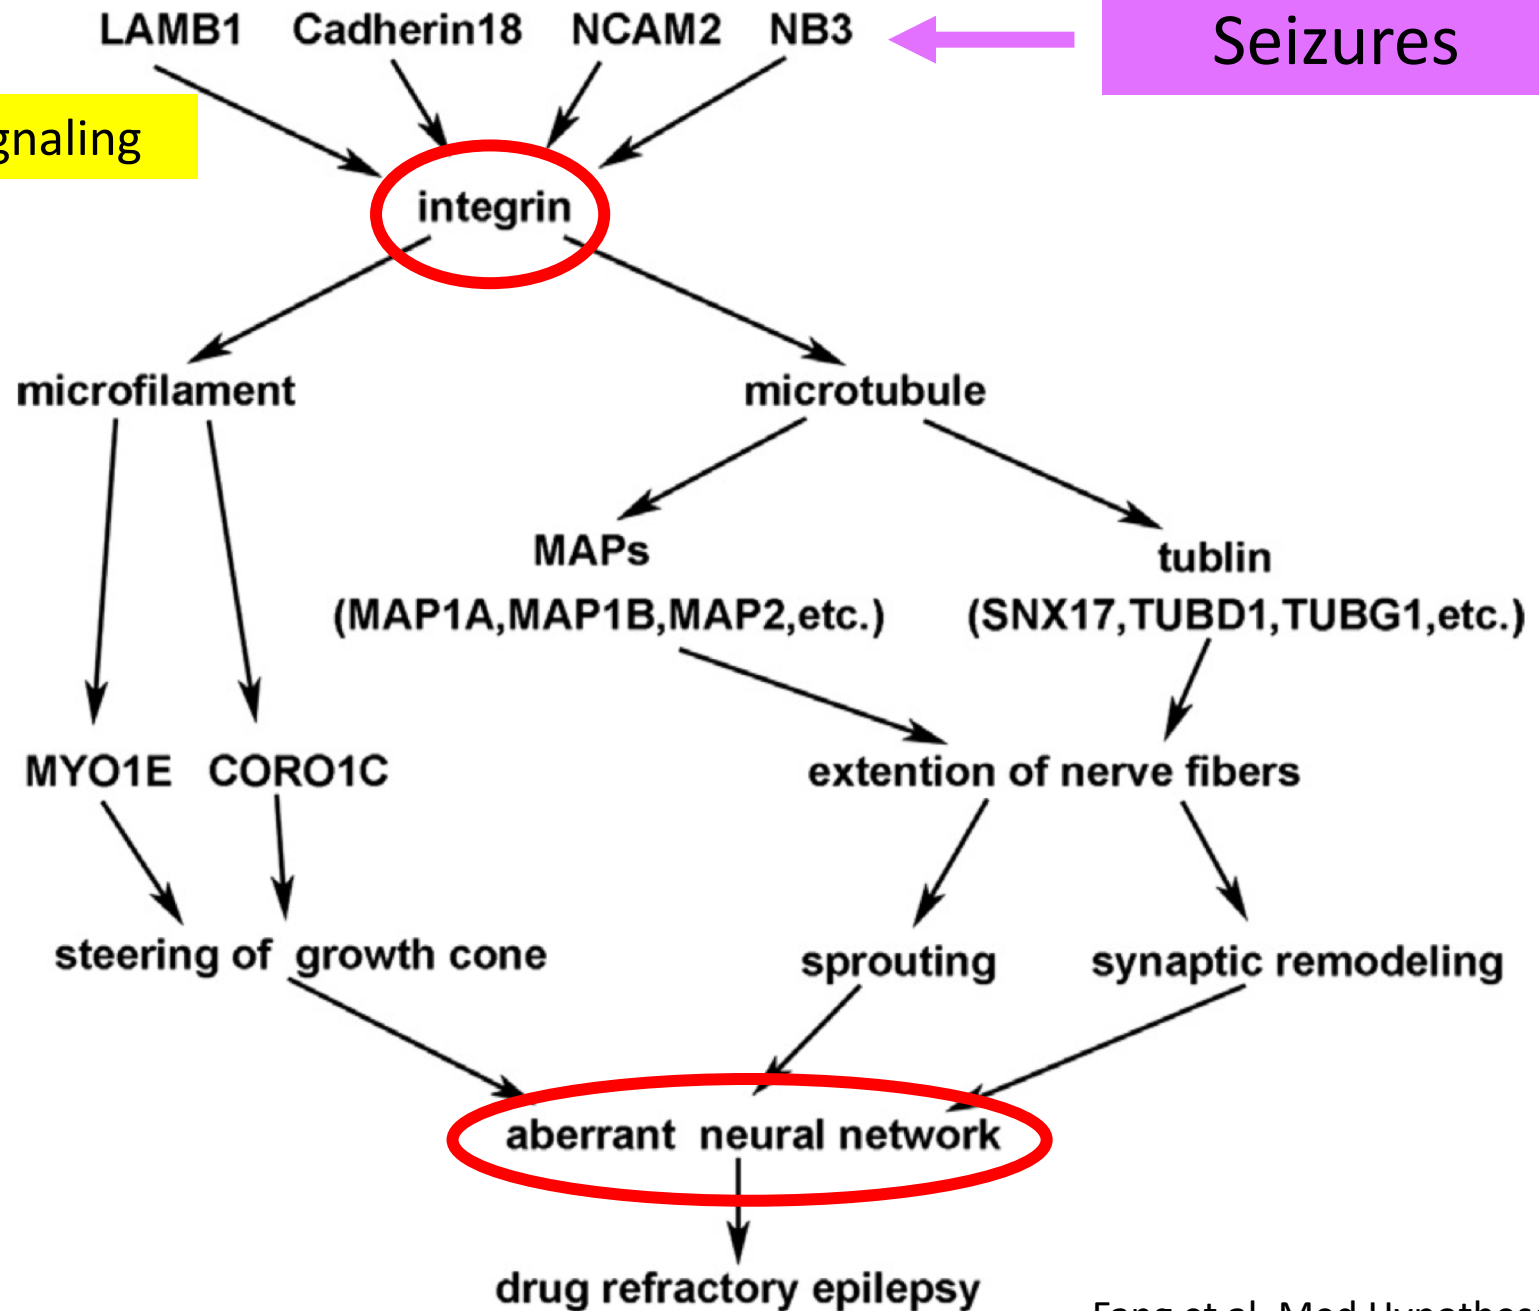 LAMB1 Cadherin18 NCAM2 NB3
Seizures
gnaling
integrin
microfilament microtubule
MAPs
(MAP1A,MAP1B,MAP2,etc.)
tublin
(SNX17,TUBD1,TUBG1,etc.)
MYO1E CORO1C
extention of nerve fibers
steering of growth cone
sprouting synaptic remodeling
aberrant neural network
drug refractory epilepsy